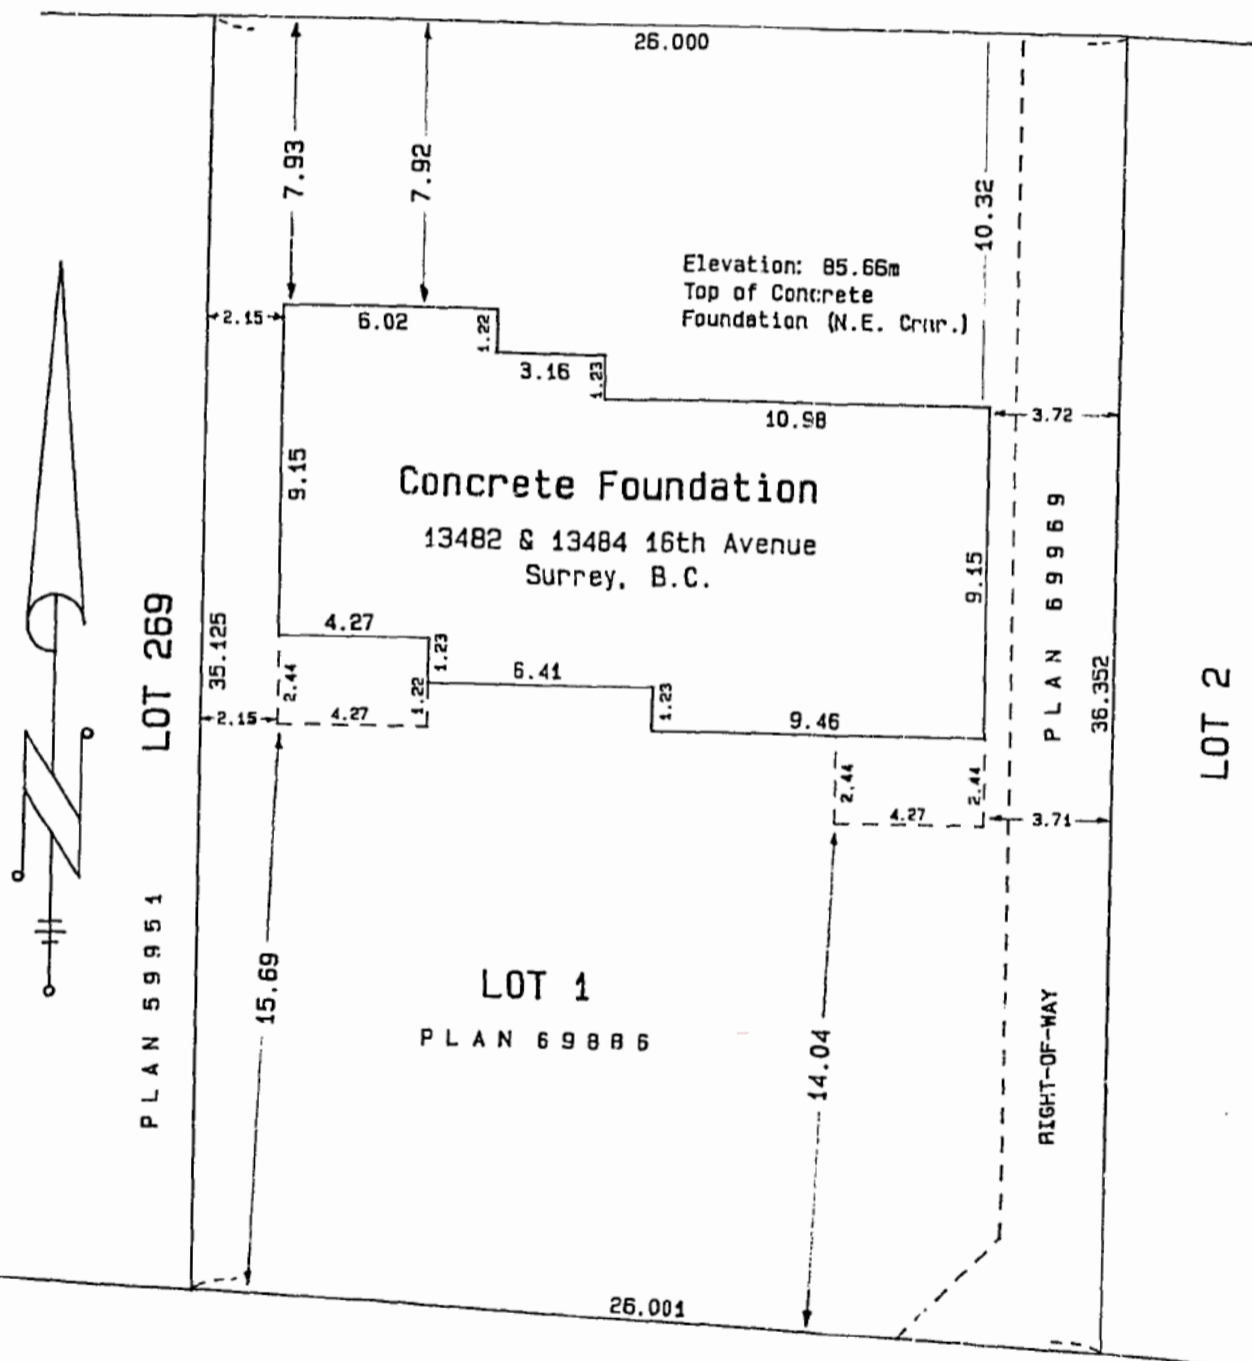 26.000
7.93
7.92
10.32
Elevation: 85.66m
Top of Concrete
Foundation (N.E. Crnr.)
2.15
6.02
1.22
3.16
1.23
10.98
3.72
9.15
Concrete Foundation
13482 & 13484 16th Avenue
Surrey, B.C.
9.15
PLAN 69969
LOT 269
35.125
4.27
1.23
2.44
6.41
1.22
1.23
2.15
4.27
9.46
36.352
LOT 2
2.44
2.44
4.27
3.71
PLAN 59951
15.69
LOT 1
PLAN 69886
14.04
RIGHT-OF-WAY
26.001
N